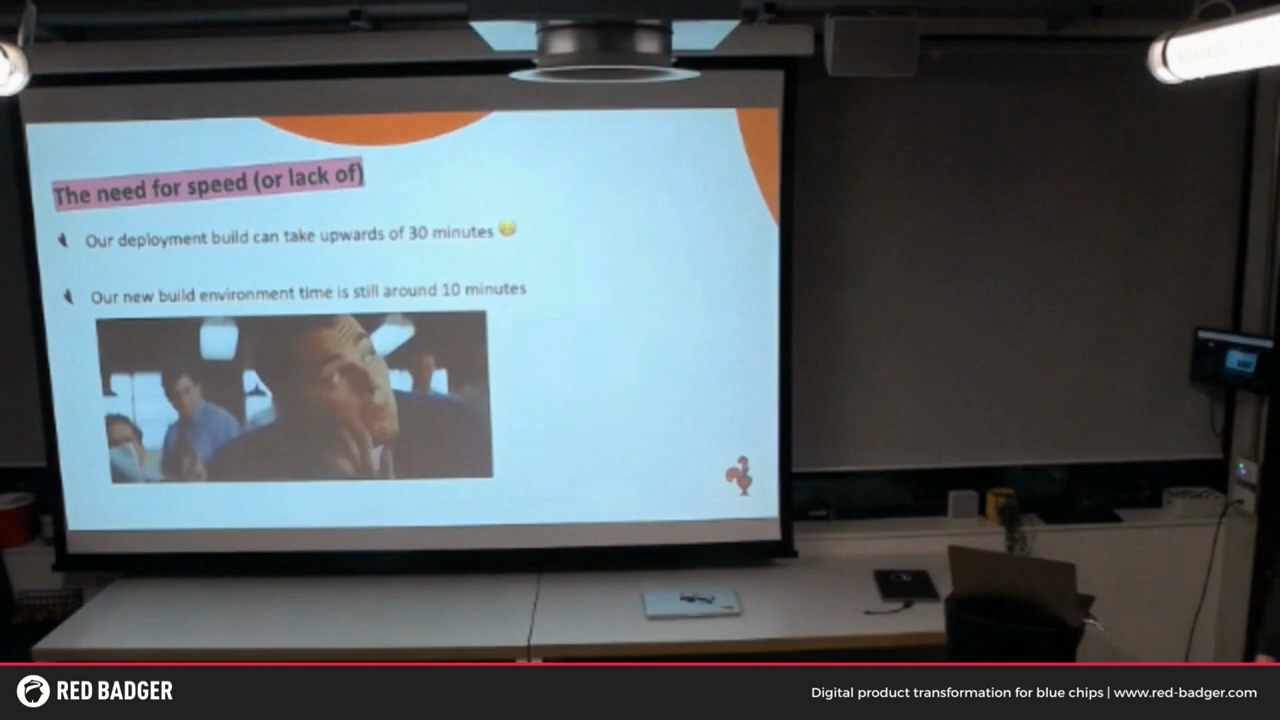 The need for speed (or lack of)
Our deployment build can take upwards of 30 minutes
Our new build environment time is still around 10 minutes
RED BADGER
Digital product transformation for blue chips | www.red-badger.com